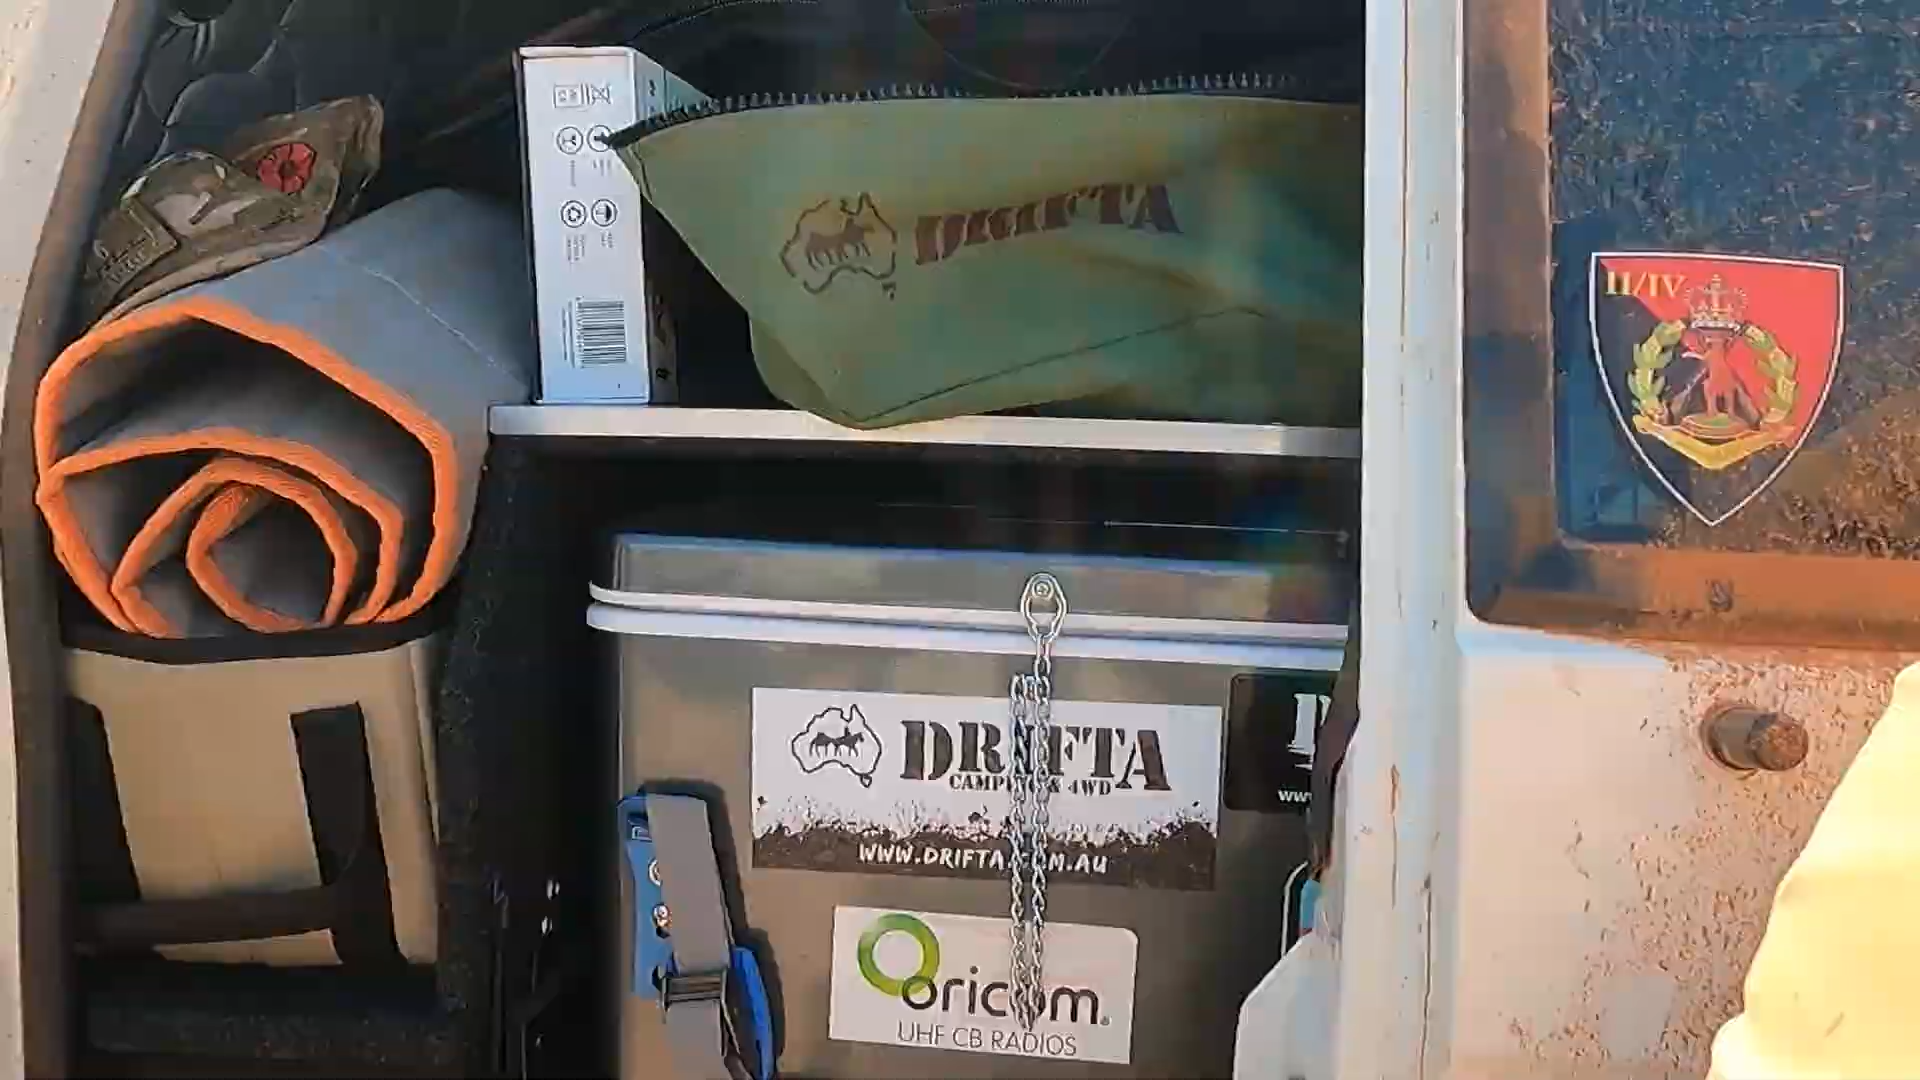 DRIFTA
II/IV
DRIFTA
CAMPING & 4WD
WWW.DRIFTA.COM.AU
oricom
UHF CB RADIOS